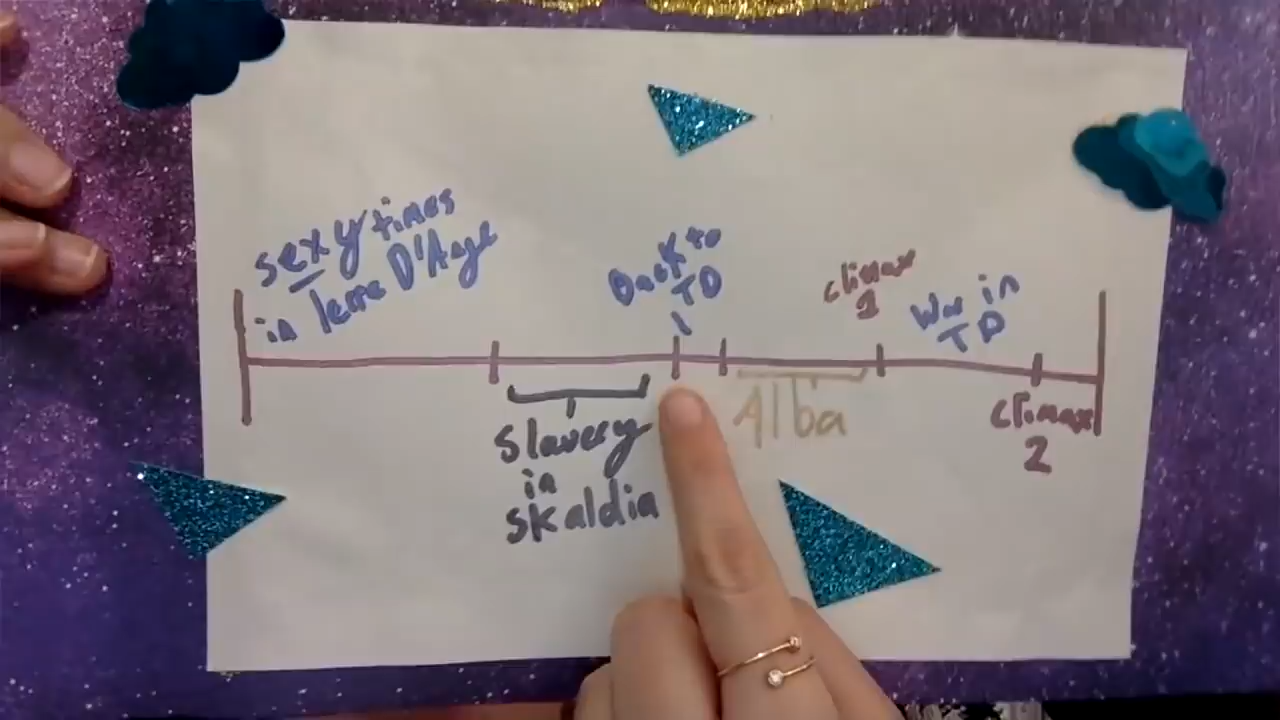 sexy times
in Terre D'Ange
Slavery
in
Skaldia
Back to
TD
Alba
climax
1
War in
TD
Climax
2